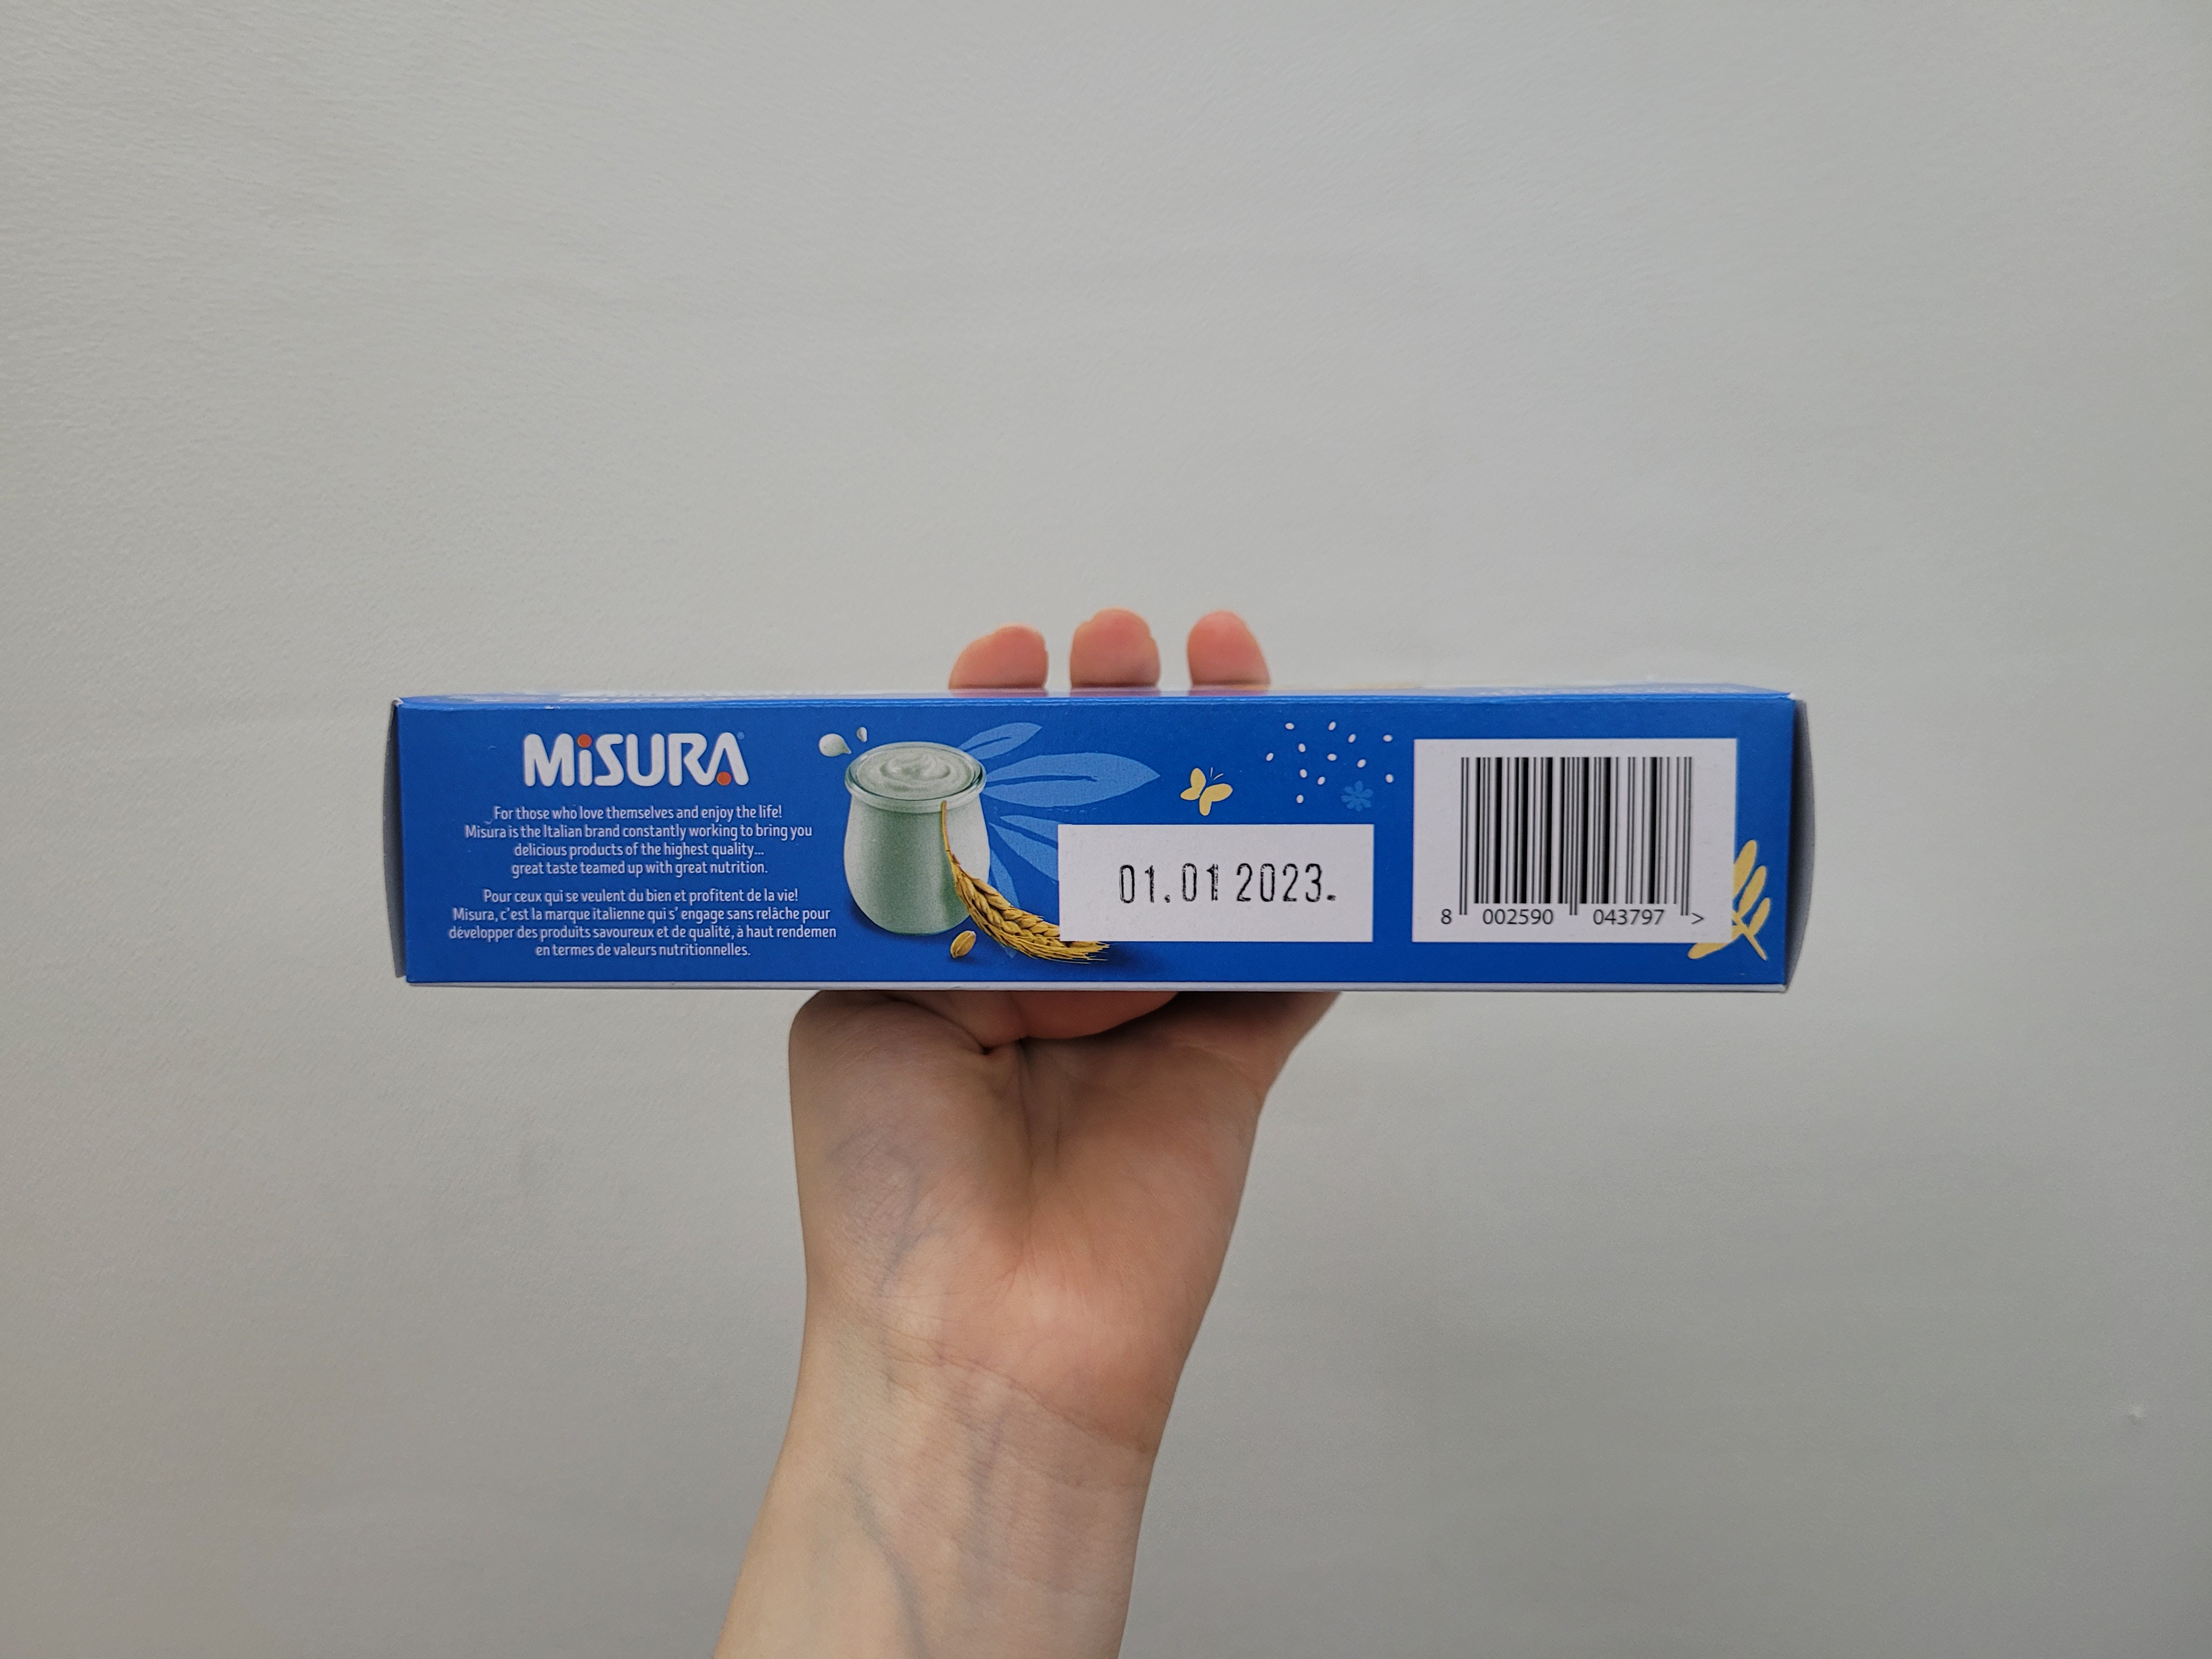 MiSURA
For those who love themselves and enjoy the life!
Misura is the Italian brand constantly working to bring you
delicious products of the highest quality...
great taste teamed up with great nutrition.
Pour ceux qui se veulent du bien et profitent de la vie!
Misura, c'est la marque italienne qui s' engage sans relâche pour
développer des produits savoureux et de qualité, à haut rendemen
en termes de valeurs nutritionnelles.
01.01 2023.
8 002590 043797 >